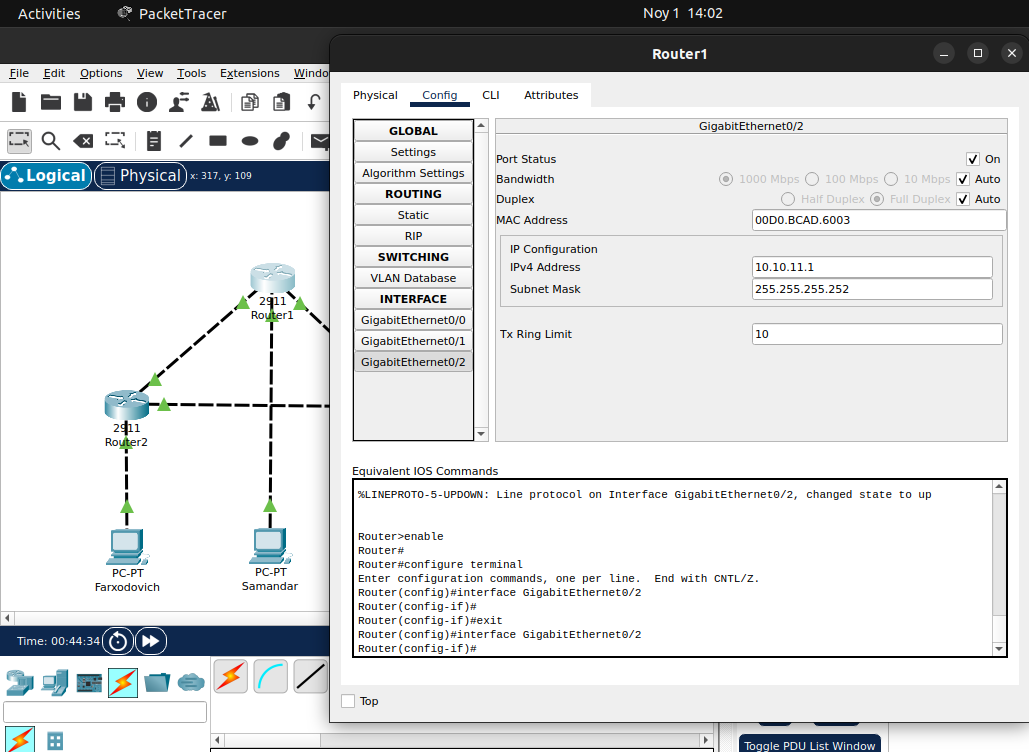 Activities
PacketTracer
Noy 1 14:02
Router1
File Edit Options View Tools Extensions Windo
Logical
Physical
x: 317, y: 109
2911
Router1
2911
Router2
PC-PT
Farxodovich
PC-PT
Samandar
Time: 00:44:34
Physical Config CLI Attributes
GLOBAL
Settings
Algorithm Settings
ROUTING
Static
RIP
SWITCHING
VLAN Database
INTERFACE
GigabitEthernet0/0
GigabitEthernet0/1
GigabitEthernet0/2
GigabitEthernet0/2
Port Status On
Bandwidth 1000 Mbps 100 Mbps 10 Mbps Auto
Duplex Half Duplex Full Duplex Auto
MAC Address 00D0.BCAD.6003
IP Configuration
IPv4 Address 10.10.11.1
Subnet Mask 255.255.255.252
Tx Ring Limit 10
Equivalent IOS Commands
%LINEPROTO-5-UPDOWN: Line protocol on Interface GigabitEthernet0/2, changed state to up
Router>enable
Router#
Router#configure terminal
Enter configuration commands, one per line. End with CNTL/Z.
Router(config)#interface GigabitEthernet0/2
Router(config-if)#
Router(config-if)#exit
Router(config)#interface GigabitEthernet0/2
Router(config-if)#
Top
Toggle PDU List Window